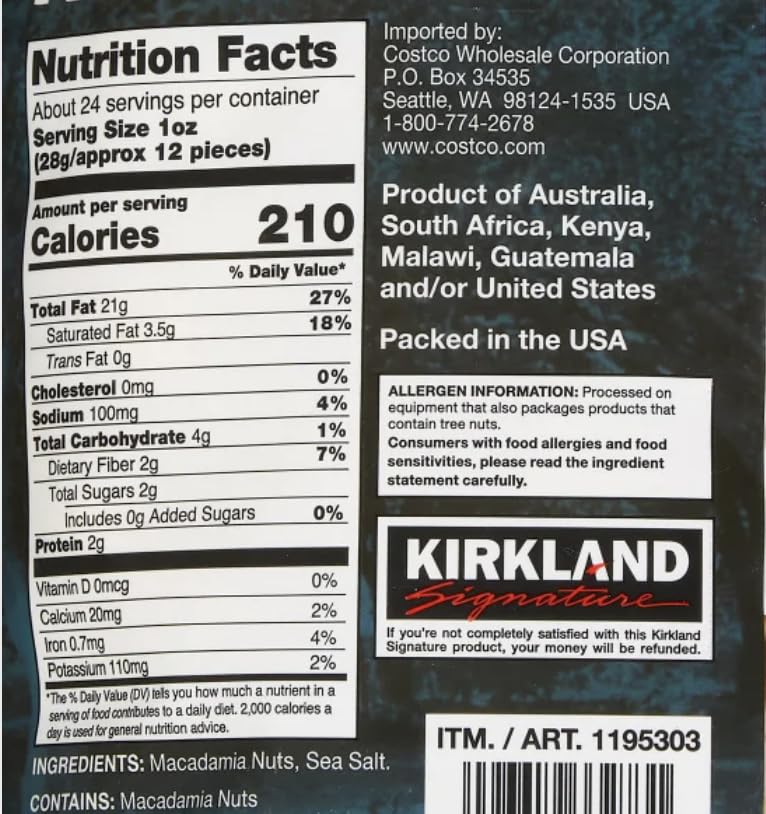 Nutrition Facts
About 24 servings per container
Serving Size 1oz
(28g/approx 12 pieces)
Amount per serving
Calories 210
% Daily Value*
Total Fat 21g 27%
Saturated Fat 3.5g 18%
Trans Fat 0g
Cholesterol 0mg 0%
Sodium 100mg 4%
Total Carbohydrate 4g 1%
Dietary Fiber 2g 7%
Total Sugars 2g
Includes 0g Added Sugars 0%
Protein 2g
Vitamin D 0mcg 0%
Calcium 20mg 2%
Iron 0.7mg 4%
Potassium 110mg 2%
*The % Daily Value (DV) tells you how much a nutrient in a
serving of food contributes to a daily diet. 2,000 calories a
day is used for general nutrition advice.
INGREDIENTS: Macadamia Nuts, Sea Salt.
CONTAINS: Macadamia Nuts
Imported by:
Costco Wholesale Corporation
P.O. Box 34535
Seattle, WA 98124-1535 USA
1-800-774-2678
www.costco.com
Product of Australia,
South Africa, Kenya,
Malawi, Guatemala
and/or United States
Packed in the USA
ALLERGEN INFORMATION: Processed on
equipment that also packages products that
contain tree nuts.
Consumers with food allergies and food
sensitivities, please read the ingredient
statement carefully.
KIRKLAND
Signature
If you're not completely satisfied with this Kirkland
Signature product, your money will be refunded.
ITM. / ART. 1195303